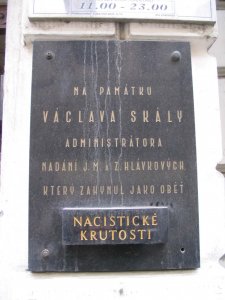 11.00 - 23.00
NA PAMÁTKU
VÁCLAVA SKÁLY
ADMINISTRÁTORA
NADÁNÍ J. M. A Z. HLÁVKOVÝCH,
KTERÝ ZAHYNUL JAKO OBĚŤ
NACISTICKÉ
KRUTOSTI